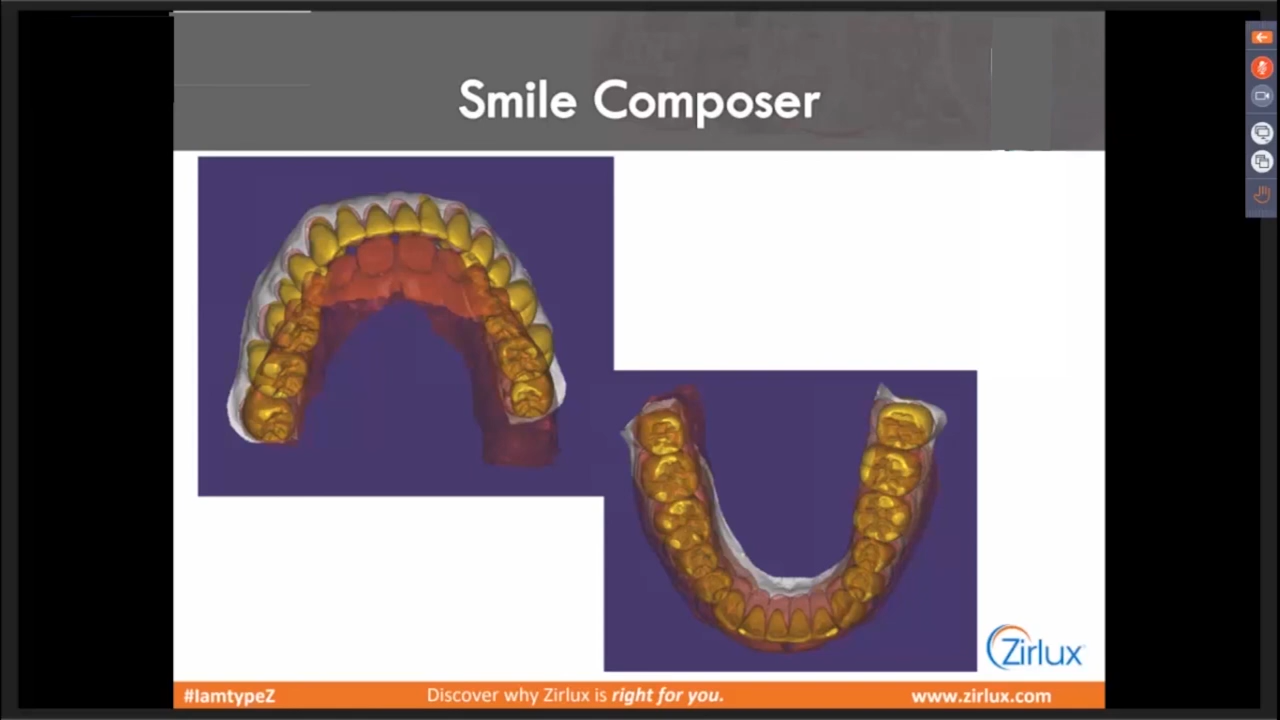 Smile Composer
Zirlux
#IamtypeZ
Discover why Zirlux is right for you.
www.zirlux.com